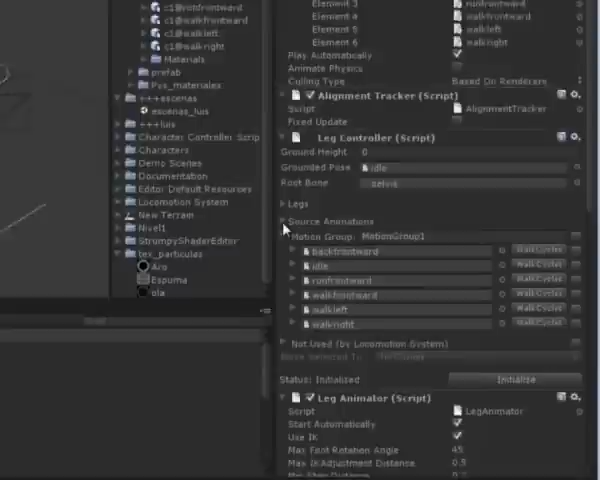 c1@runfrontward
c1@walkfrontward
c1@walkleft
c1@walkright
Materials
prefab
Pys_materiales
+++escenas
escenas_luis
+++luis
Character Controller Scrip
Characters
Demo Scenes
Documentation
Editor Default Resources
Locomotion System
New Terrain
Nivel1
StrumpyShaderEditor
tex_particulas
Aro
Espuma
ola
Element 3 runfrontward
Element 4 walkfrontward
Element 5 walkleft
Element 6 walkright
Play Automatically
Animate Physics
Culling Type Based On Renderers
Alignment Tracker (Script)
Script AlignmentTracker
Fixed Update
Leg Controller (Script)
Ground Height 0
Grounded Pose idle
Root Bone pelvis
Legs
Source Animations
Motion Group: MotionGroup1
backfrontward WalkCycle
idle WalkCycle
runfrontward WalkCycle
walkfrontward WalkCycle
walkleft WalkCycle
walkright WalkCycle
Not Used (by Locomotion System)
Move Selected To
Status: Initialized Initialize
Leg Animator (Script)
Script LegAnimator
Start Automatically
Use IK
Max Foot Rotation Angle 45
Max IKAdjustment Distance 0.5